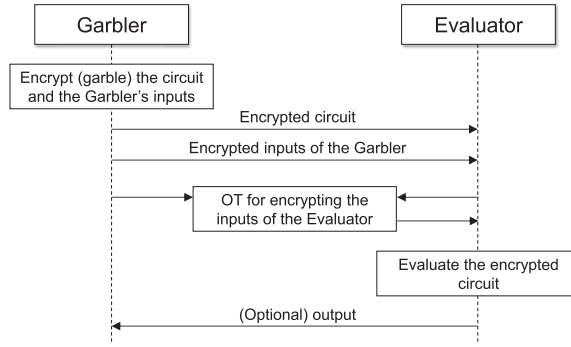 Garbler
Evaluator
Encrypt (garble) the circuit
and the Garbler's inputs
Encrypted circuit
Encrypted inputs of the Garbler
OT for encrypting the
inputs of the Evaluator
Evaluate the encrypted
circuit
(Optional) output